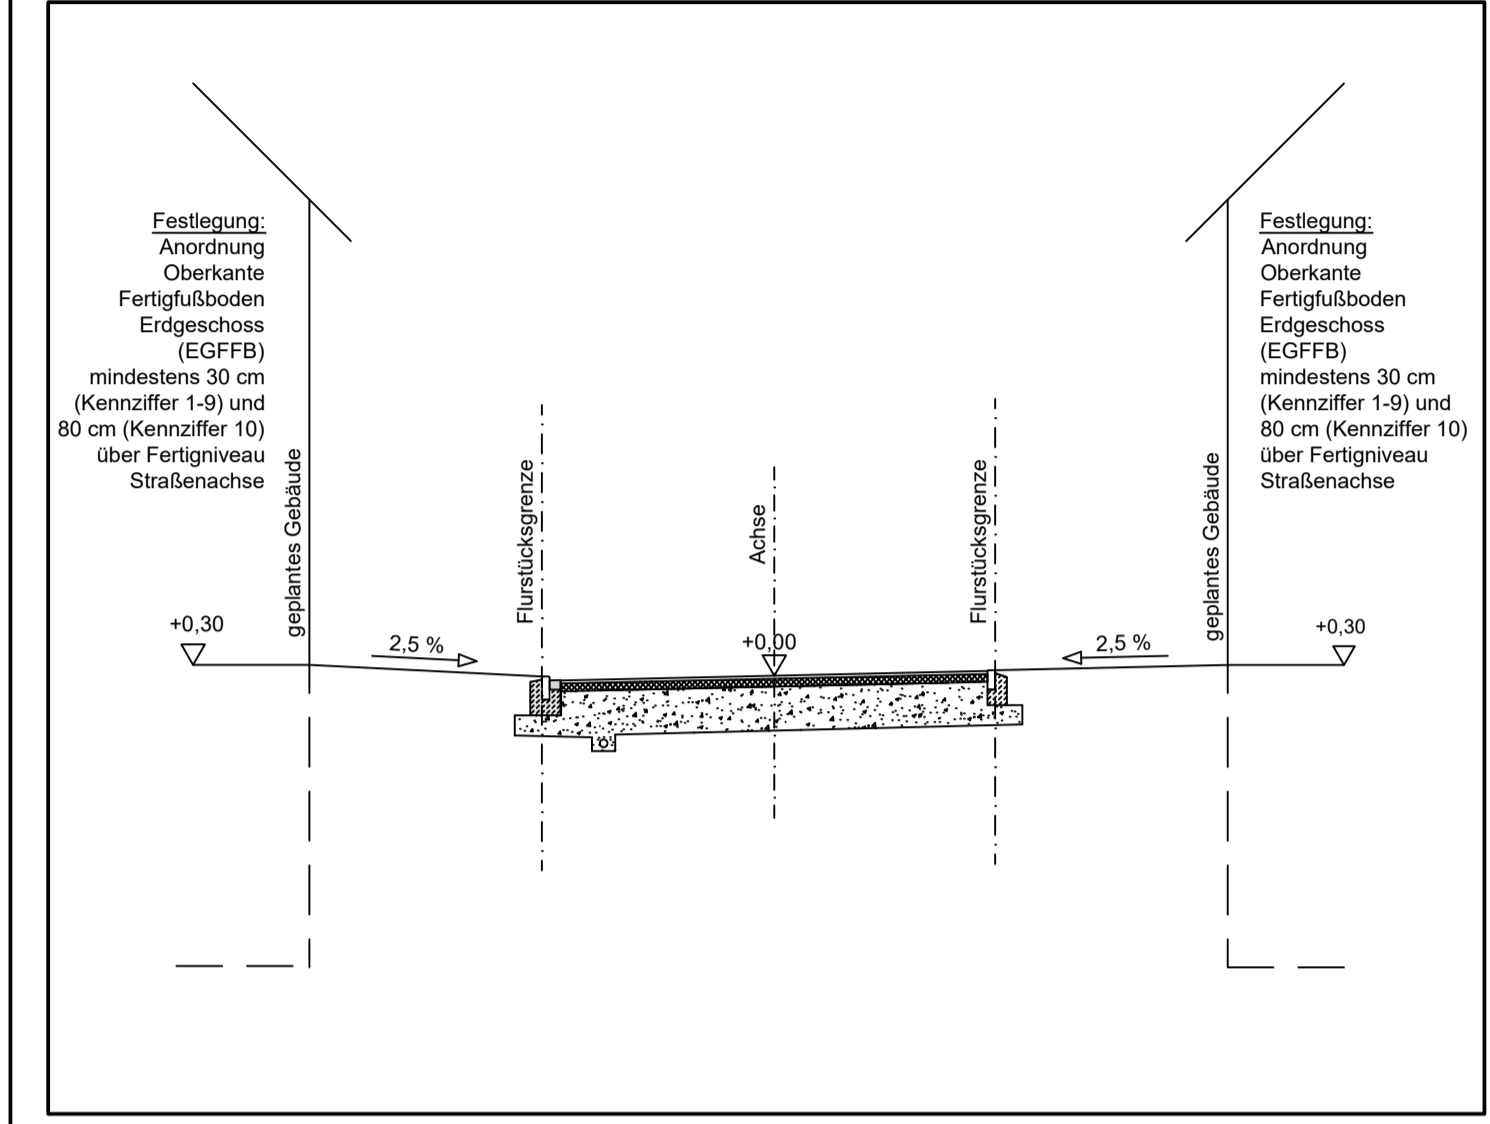 Festlegung:
Anordnung
Oberkante
Fertigfußboden
Erdgeschoss
(EGFFB)
mindestens 30 cm
(Kennziffer 1-9) und
80 cm (Kennziffer 10)
über Fertigniveau
Straßenachse
geplantes Gebäude
+0,30
2,5 %
Flurstücksgrenze
Achse
+0,00
Flurstücksgrenze
2,5 %
geplantes Gebäude
+0,30
Festlegung:
Anordnung
Oberkante
Fertigfußboden
Erdgeschoss
(EGFFB)
mindestens 30 cm
(Kennziffer 1-9) und
80 cm (Kennziffer 10)
über Fertigniveau
Straßenachse